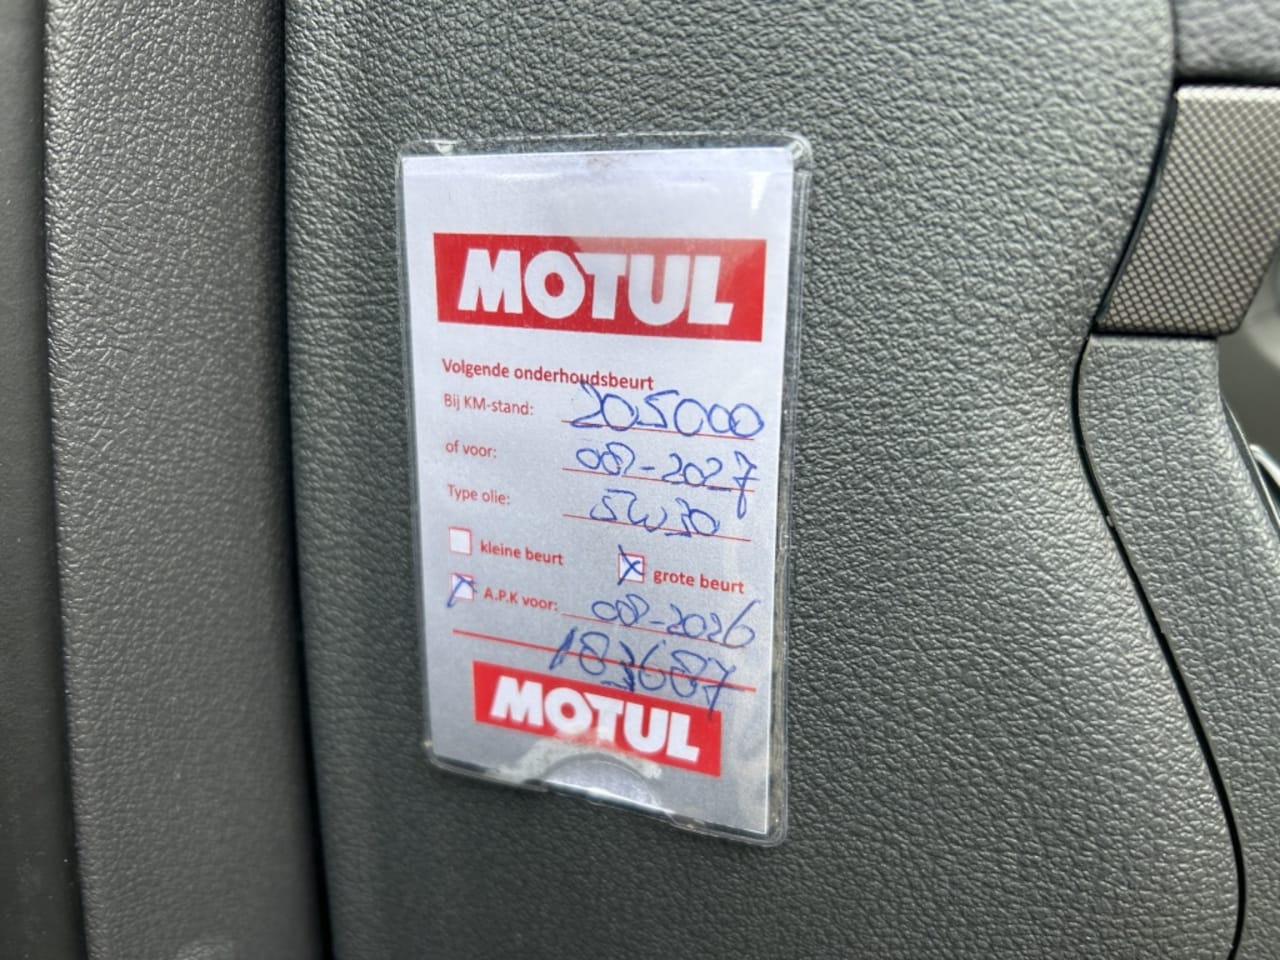 MOTUL
Volgende onderhoudsbeurt
Bij KM-stand: 205000
of voor: 08-2027
Type olie: 5W30
kleine beurt
grote beurt
A.P.K voor: 08-2026
183687
MOTUL